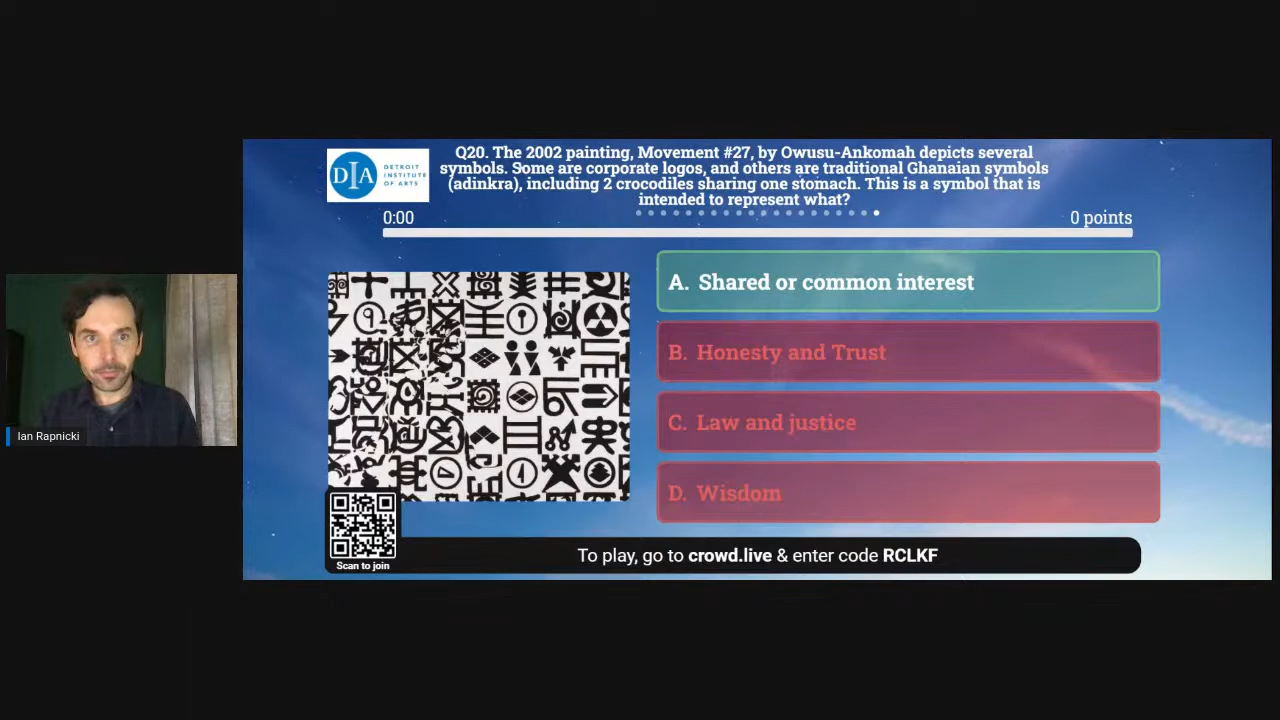 DIA
DETROIT
INSTITUTE
OF ARTS
Q20. The 2002 painting, Movement #27, by Owusu-Ankomah depicts several
symbols. Some are corporate logos, and others are traditional Ghanaian symbols
(adinkra), including 2 crocodiles sharing one stomach. This is a symbol that is
intended to represent what?
0:00
0 points
A. Shared or common interest
B. Honesty and Trust
C. Law and justice
D. Wisdom
Ian Rapnicki
Scan to join
To play, go to crowd.live & enter code RCLKF